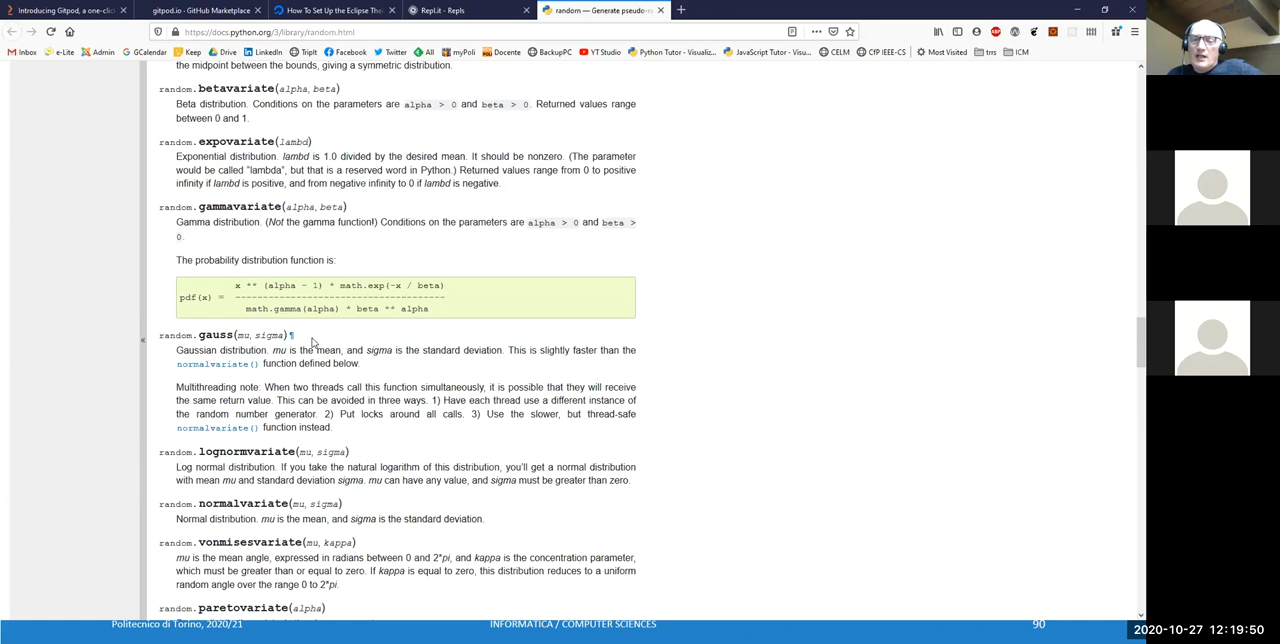 Introducing Gitpod, a one-clic
gitpod.io · GitHub Marketplace
How To Set Up the Eclipse The
Repl.it - Repls
random — Generate pseudo-ra
https://docs.python.org/3/library/random.html
Inbox e-Lite Admin GCalendar Keep Drive LinkedIn TripIt Facebook Twitter All myPoli Docente BackupPC YT Studio Python Tutor - Visualiz... JavaScript Tutor - Visu... CELM CfP IEEE-CS Most Visited trrs ICM
the midpoint between the bounds, giving a symmetric distribution.
random.betavariate(alpha, beta)
Beta distribution. Conditions on the parameters are alpha > 0 and beta > 0. Returned values range
between 0 and 1.
random.expovariate(lambd)
Exponential distribution. lambd is 1.0 divided by the desired mean. It should be nonzero. (The parameter
would be called “lambda”, but that is a reserved word in Python.) Returned values range from 0 to positive
infinity if lambd is positive, and from negative infinity to 0 if lambd is negative.
random.gammavariate(alpha, beta)
Gamma distribution. (Not the gamma function!) Conditions on the parameters are alpha > 0 and beta >
0.
The probability distribution function is:
x ** (alpha - 1) * math.exp(-x / beta)
pdf(x) = --------------------------------------
math.gamma(alpha) * beta ** alpha
random.gauss(mu, sigma)¶
Gaussian distribution. mu is the mean, and sigma is the standard deviation. This is slightly faster than the
normalvariate() function defined below.
Multithreading note: When two threads call this function simultaneously, it is possible that they will receive
the same return value. This can be avoided in three ways. 1) Have each thread use a different instance of
the random number generator. 2) Put locks around all calls. 3) Use the slower, but thread-safe
normalvariate() function instead.
random.lognormvariate(mu, sigma)
Log normal distribution. If you take the natural logarithm of this distribution, you’ll get a normal distribution
with mean mu and standard deviation sigma. mu can have any value, and sigma must be greater than zero.
random.normalvariate(mu, sigma)
Normal distribution. mu is the mean, and sigma is the standard deviation.
random.vonmisesvariate(mu, kappa)
mu is the mean angle, expressed in radians between 0 and 2*pi, and kappa is the concentration parameter,
which must be greater than or equal to zero. If kappa is equal to zero, this distribution reduces to a uniform
random angle over the range 0 to 2*pi.
random.paretovariate(alpha)
Politecnico di Torino, 2020/21 INFORMATICA / COMPUTER SCIENCES 90
2020-10-27 12:19:50